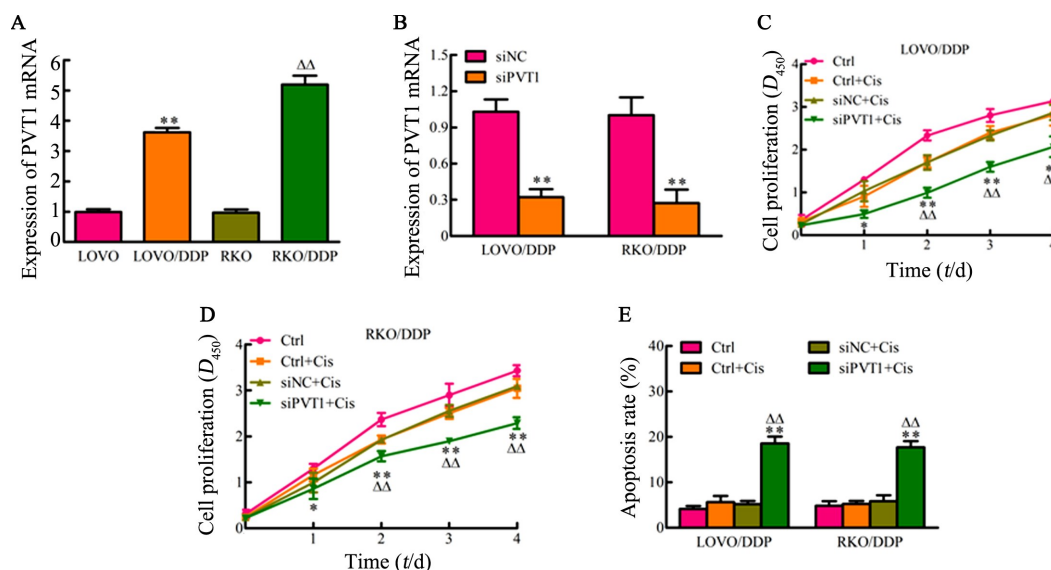 A
Expression of PVT1 mRNA
6
5
4
3
2
1
0
**
ΔΔ
LOVO LOVO/DDP RKO RKO/DDP
B
Expression of PVT1 mRNA
1.5
1.2
0.9
0.6
0.3
0
siNC
siPVT1
**
**
LOVO/DDP RKO/DDP
C
LOVO/DDP
Cell proliferation (D450)
4
3
2
1
0
Ctrl
Ctrl+Cis
siNC+Cis
siPVT1+Cis
*
**
ΔΔ
**
ΔΔ
1 2 3
Time (t/d)
D
RKO/DDP
Cell proliferation (D450)
4
3
2
1
0
Ctrl
Ctrl+Cis
siNC+Cis
siPVT1+Cis
*
**
ΔΔ
**
ΔΔ
**
ΔΔ
1 2 3 4
Time (t/d)
E
Apoptosis rate (%)
40
30
20
10
0
Ctrl
Ctrl+Cis
siNC+Cis
siPVT1+Cis
ΔΔ
**
ΔΔ
**
LOVO/DDP RKO/DDP